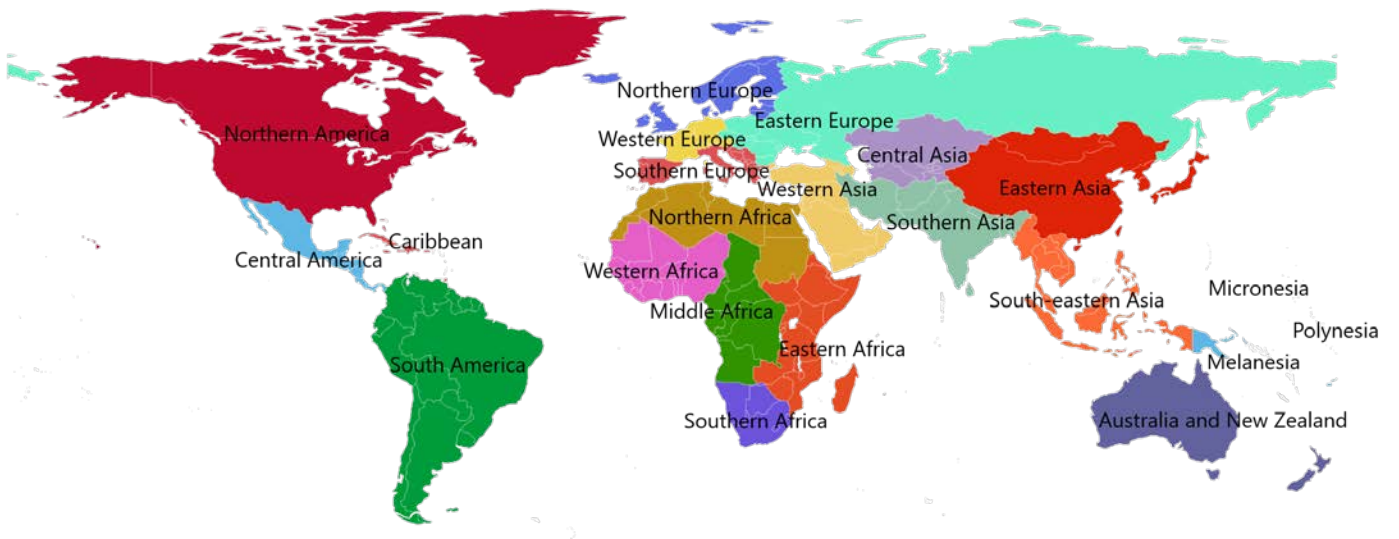 Northern Europe
Eastern Europe
Northern America
Western Europe
Central Asia
Southern Europe
Eastern Asia
Western Asia
Northern Africa
Southern Asia
Caribbean
Central America
Western Africa
Micronesia
South-eastern Asia
Middle Africa
Polynesia
Eastern Africa
South America
Melanesia
Southern Africa
Australia and New Zealand